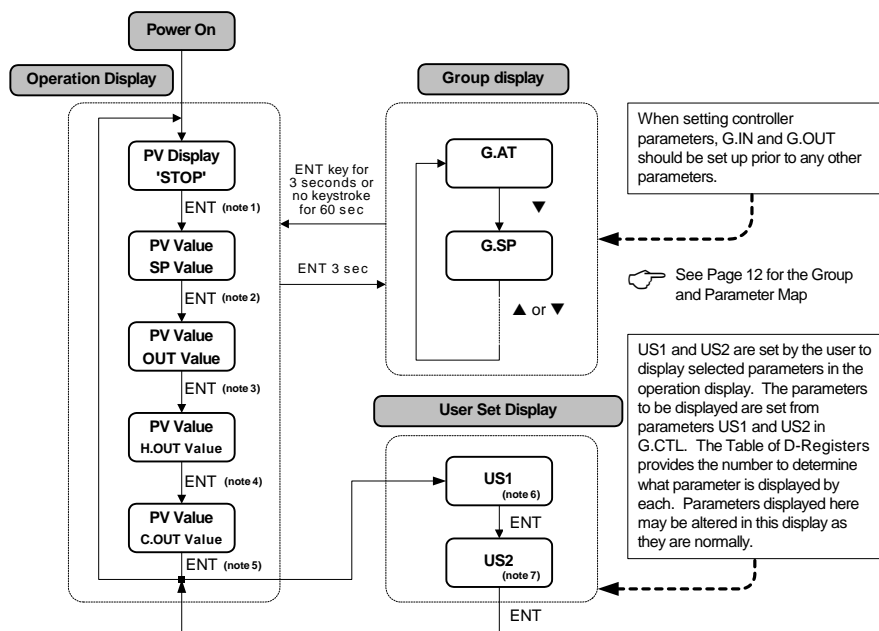 Power On
Operation Display
PV Display
'STOP'
ENT (note 1)
PV Value
SP Value
ENT (note 2)
PV Value
OUT Value
ENT (note 3)
PV Value
H.OUT Value
ENT (note 4)
PV Value
C.OUT Value
ENT (note 5)
ENT key for
3 seconds or
no keystroke
for 60 sec
ENT 3 sec
Group display
G.AT
▼
G.SP
▲ or ▼
User Set Display
US1
(note 6)
ENT
US2
(note 7)
ENT
When setting controller
parameters, G.IN and G.OUT
should be set up prior to any other
parameters.
See Page 12 for the Group
and Parameter Map
US1 and US2 are set by the user to
display selected parameters in the
operation display. The parameters
to be displayed are set from
parameters US1 and US2 in
G.CTL. The Table of D-Registers
provides the number to determine
what parameter is displayed by
each. Parameters displayed here
may be altered in this display as
they are normally.